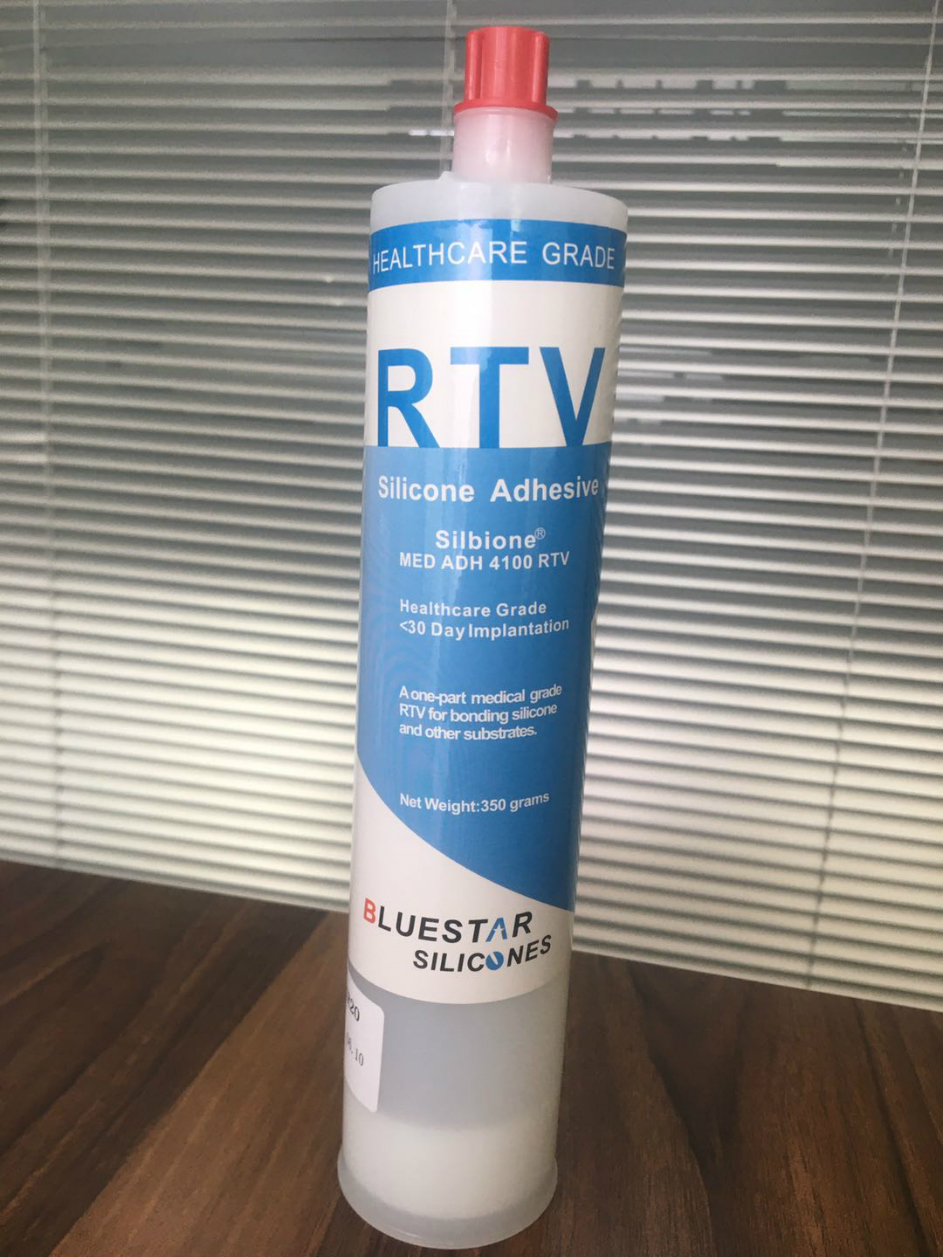 HEALTHCARE GRADE
RTV
Silicone Adhesive
Silbione®
MED ADH 4100 RTV
Healthcare Grade
<30 Day Implantation
A one-part medical grade
RTV for bonding silicone
and other substrates.
Net Weight:350 grams
BLUESTAR
SILICONES